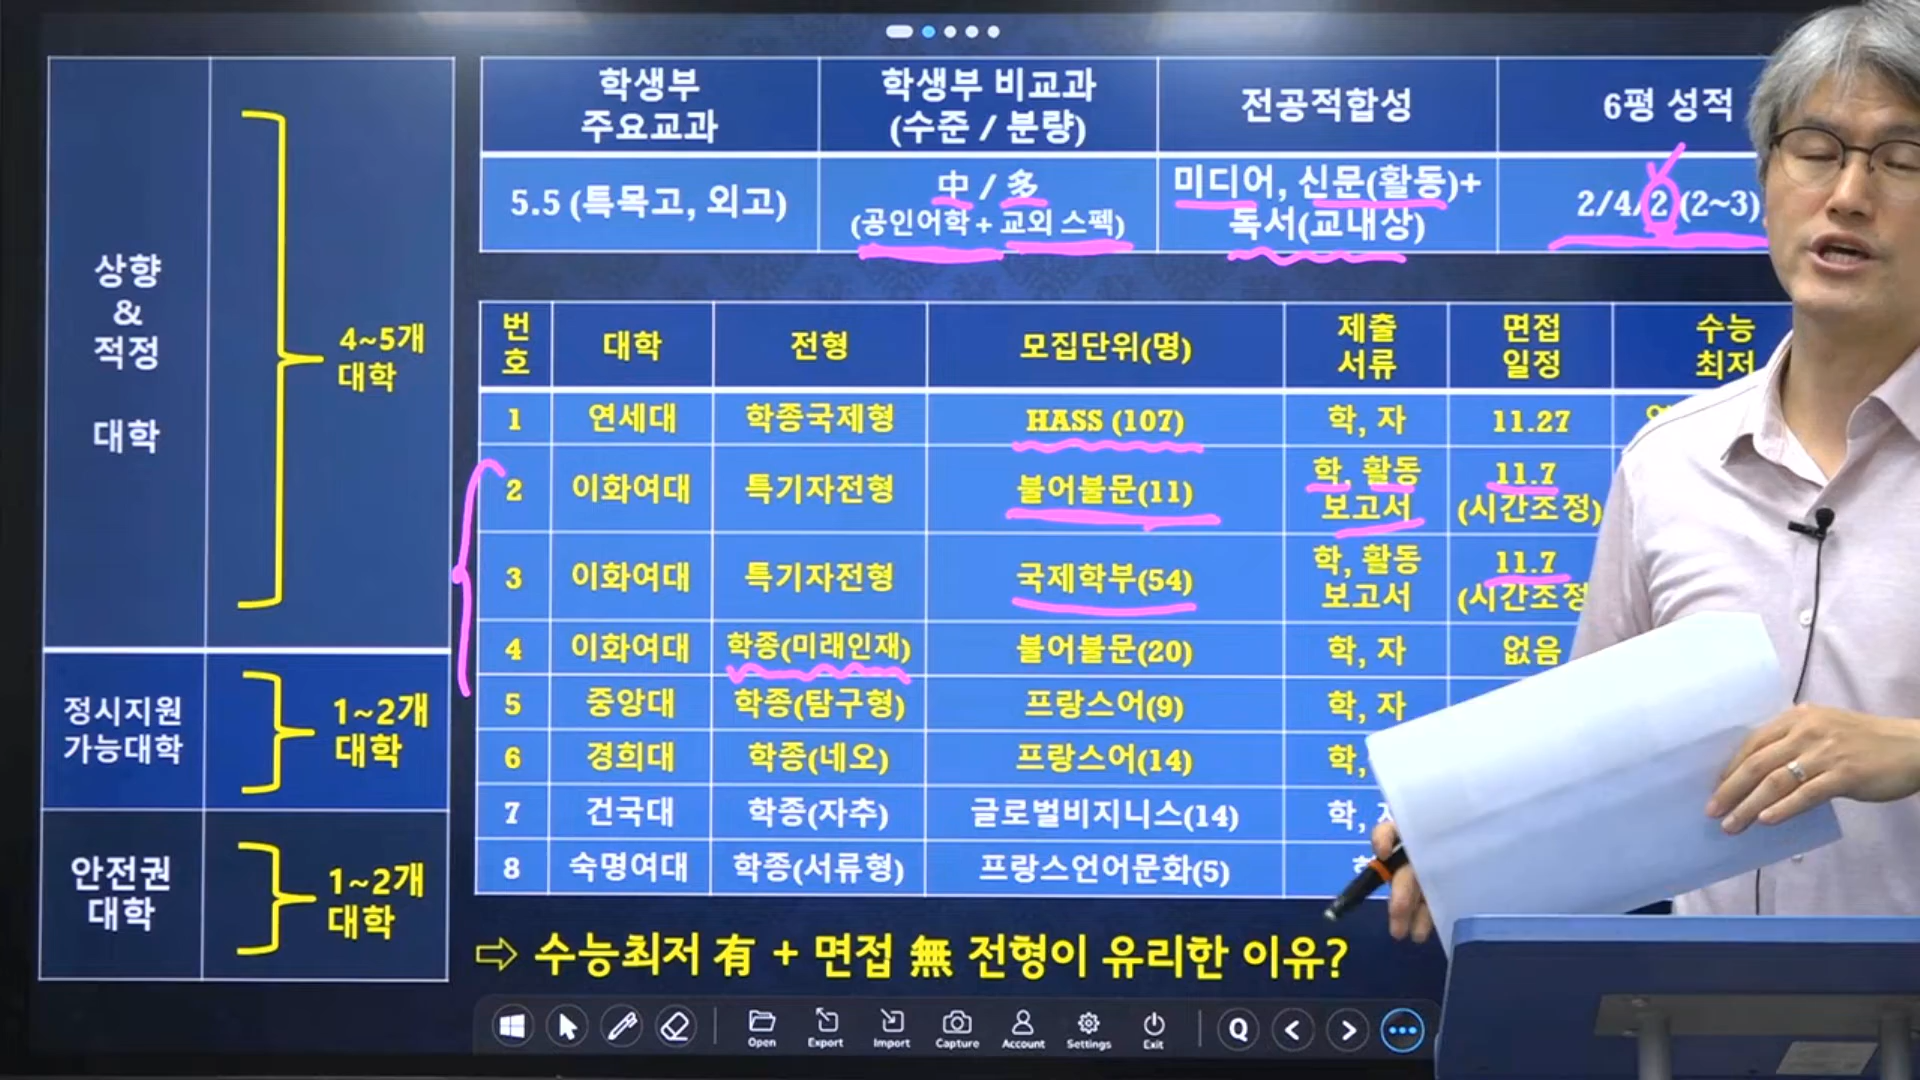 상향
&
적정
대학
4~5개
대학
정시지원
가능대학
1~2개
대학
안전권
대학
1~2개
대학
학생부
주요교과
학생부 비교과
(수준 / 분량)
전공적합성
6평 성적
5.5 (특목고, 외고)
中 / 多
(공인어학 + 교외 스펙)
미디어, 신문(활동)+
독서(교내상)
2/4/2 (2~3)
번호 대학 전형 모집단위(명) 제출서류 면접일정 수능최저
1 연세대 학종국제형 HASS (107) 학, 자 11.27
2 이화여대 특기자전형 불어불문(11) 학, 활동보고서 11.7 (시간조정)
3 이화여대 특기자전형 국제학부(54) 학, 활동보고서 11.7 (시간조정
4 이화여대 학종(미래인재) 불어불문(20) 학, 자 없음
5 중앙대 학종(탐구형) 프랑스어(9) 학, 자
6 경희대 학종(네오) 프랑스어(14) 학,
7 건국대 학종(자추) 글로벌비지니스(14) 학,
8 숙명여대 학종(서류형) 프랑스언어문화(5)
⇨ 수능최저 有 + 면접 無 전형이 유리한 이유?
Open Export Import Capture Account Settings Exit